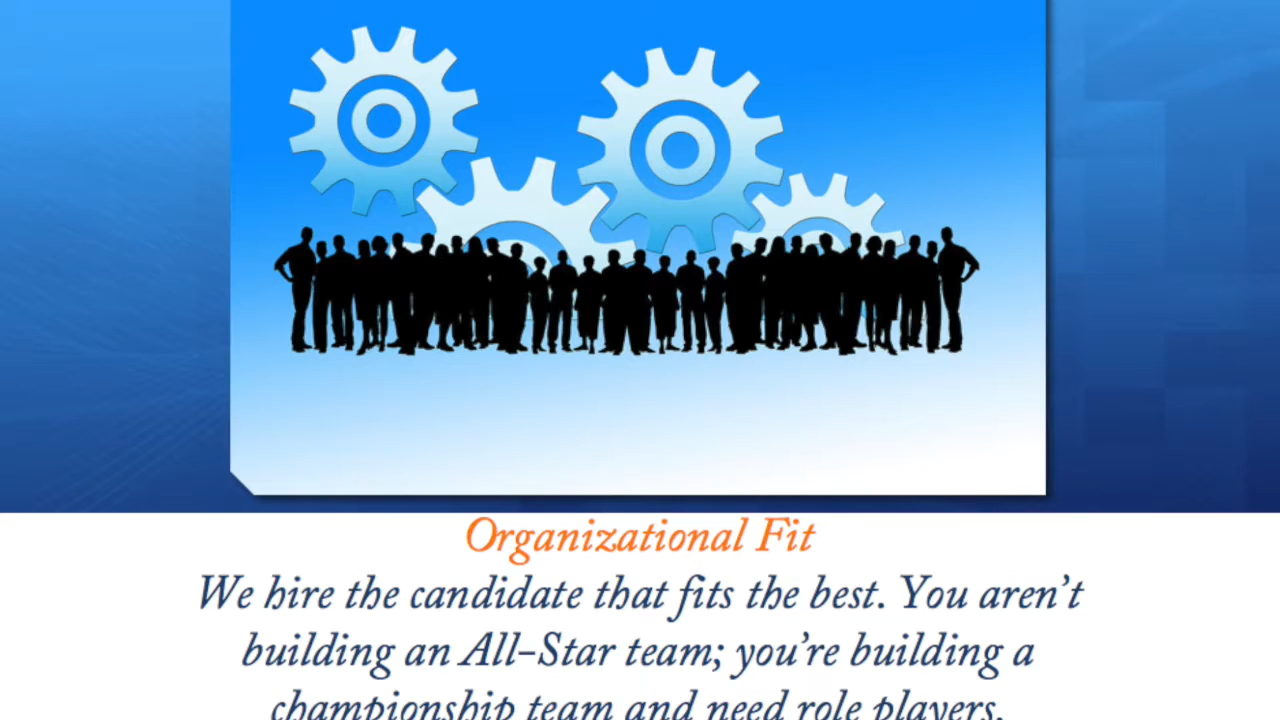 Organizational Fit
We hire the candidate that fits the best. You aren’t
building an All-Star team; you’re building a
championship team and need role players.